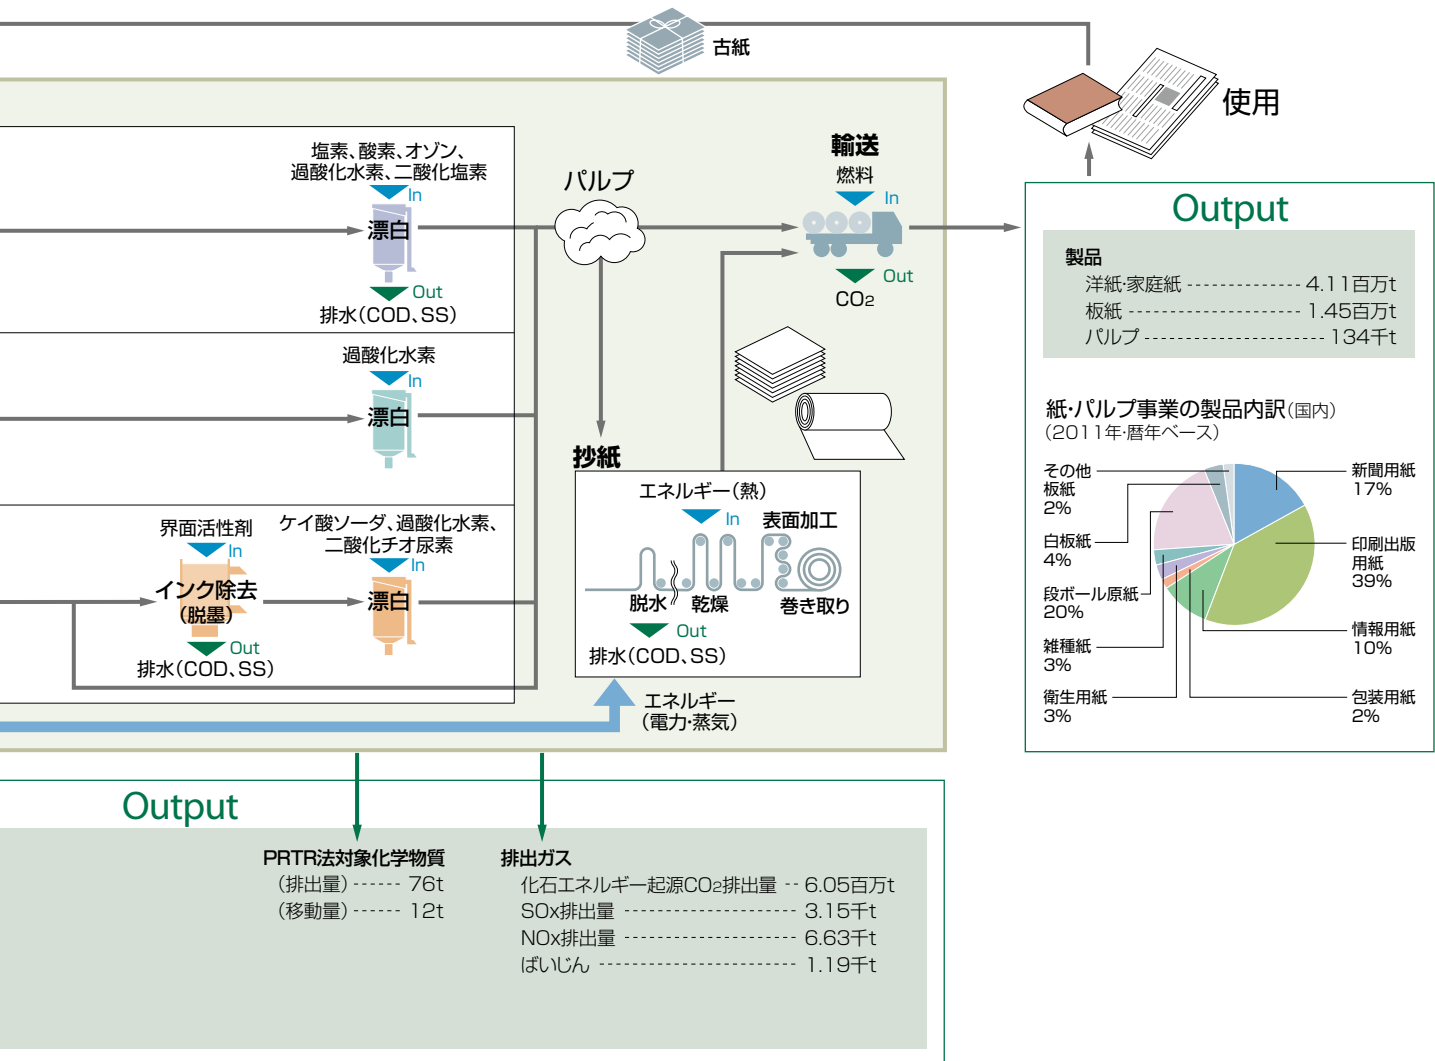 古紙
使用
塩素、酸素、オゾン、
過酸化水素、二酸化塩素
In
漂白
Out
排水(COD、SS)
パルプ
輸送
燃料
In
Out
CO2
過酸化水素
In
漂白
抄紙
エネルギー(熱)
In
表面加工
脱水
乾燥
巻き取り
Out
排水(COD、SS)
界面活性剤
In
インク除去
(脱墨)
Out
排水(COD、SS)
ケイ酸ソーダ、過酸化水素、
二酸化チオ尿素
In
漂白
エネルギー
(電力・蒸気)
Output
製品
洋紙・家庭紙 ------------- 4.11百万t
板紙 -------------------- 1.45百万t
パルプ --------------------- 134千t
紙・パルプ事業の製品内訳(国内)
(2011年・暦年ベース)
その他
板紙
2%
白板紙
4%
段ボール原紙
20%
雑種紙
3%
衛生用紙
3%
新聞用紙
17%
印刷出版
用紙
39%
情報用紙
10%
包装用紙
2%
Output
PRTR法対象化学物質
(排出量) ------ 76t
(移動量) ------ 12t
排出ガス
化石エネルギー起源CO2排出量 -- 6.05百万t
SOx排出量 -------------------- 3.15千t
NOx排出量 -------------------- 6.63千t
ばいじん ----------------------- 1.19千t